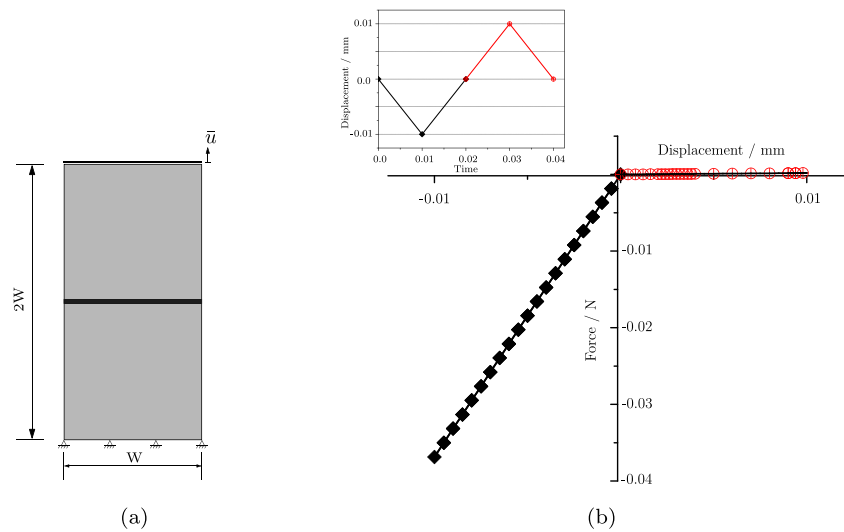 ū
2W
W
(a)
Displacement / mm
0.01
0.0
-0.01
0.0
0.01
0.02
0.03
0.04
Time
Displacement / mm
-0.01
0.01
-0.01
-0.02
-0.03
-0.04
Force / N
(b)